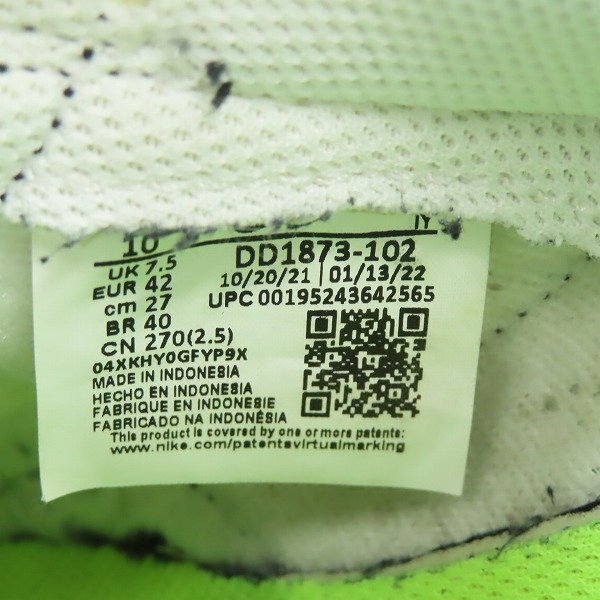 10
UK 7.5
EUR 42
cm 27
BR 40
CN 270(2.5)
04XKHY0GFYP9X
MADE IN INDONESIA
HECHO EN INDONESIA
FABRIQUE EN INDONESIE
FABRICADO NA INDONÉSIA
IY
DD1873-102
10/20/21 | 01/13/22
UPC 00195243642565
This product is covered by one or more patents:
www.nike.com/patentsvirtualmarking